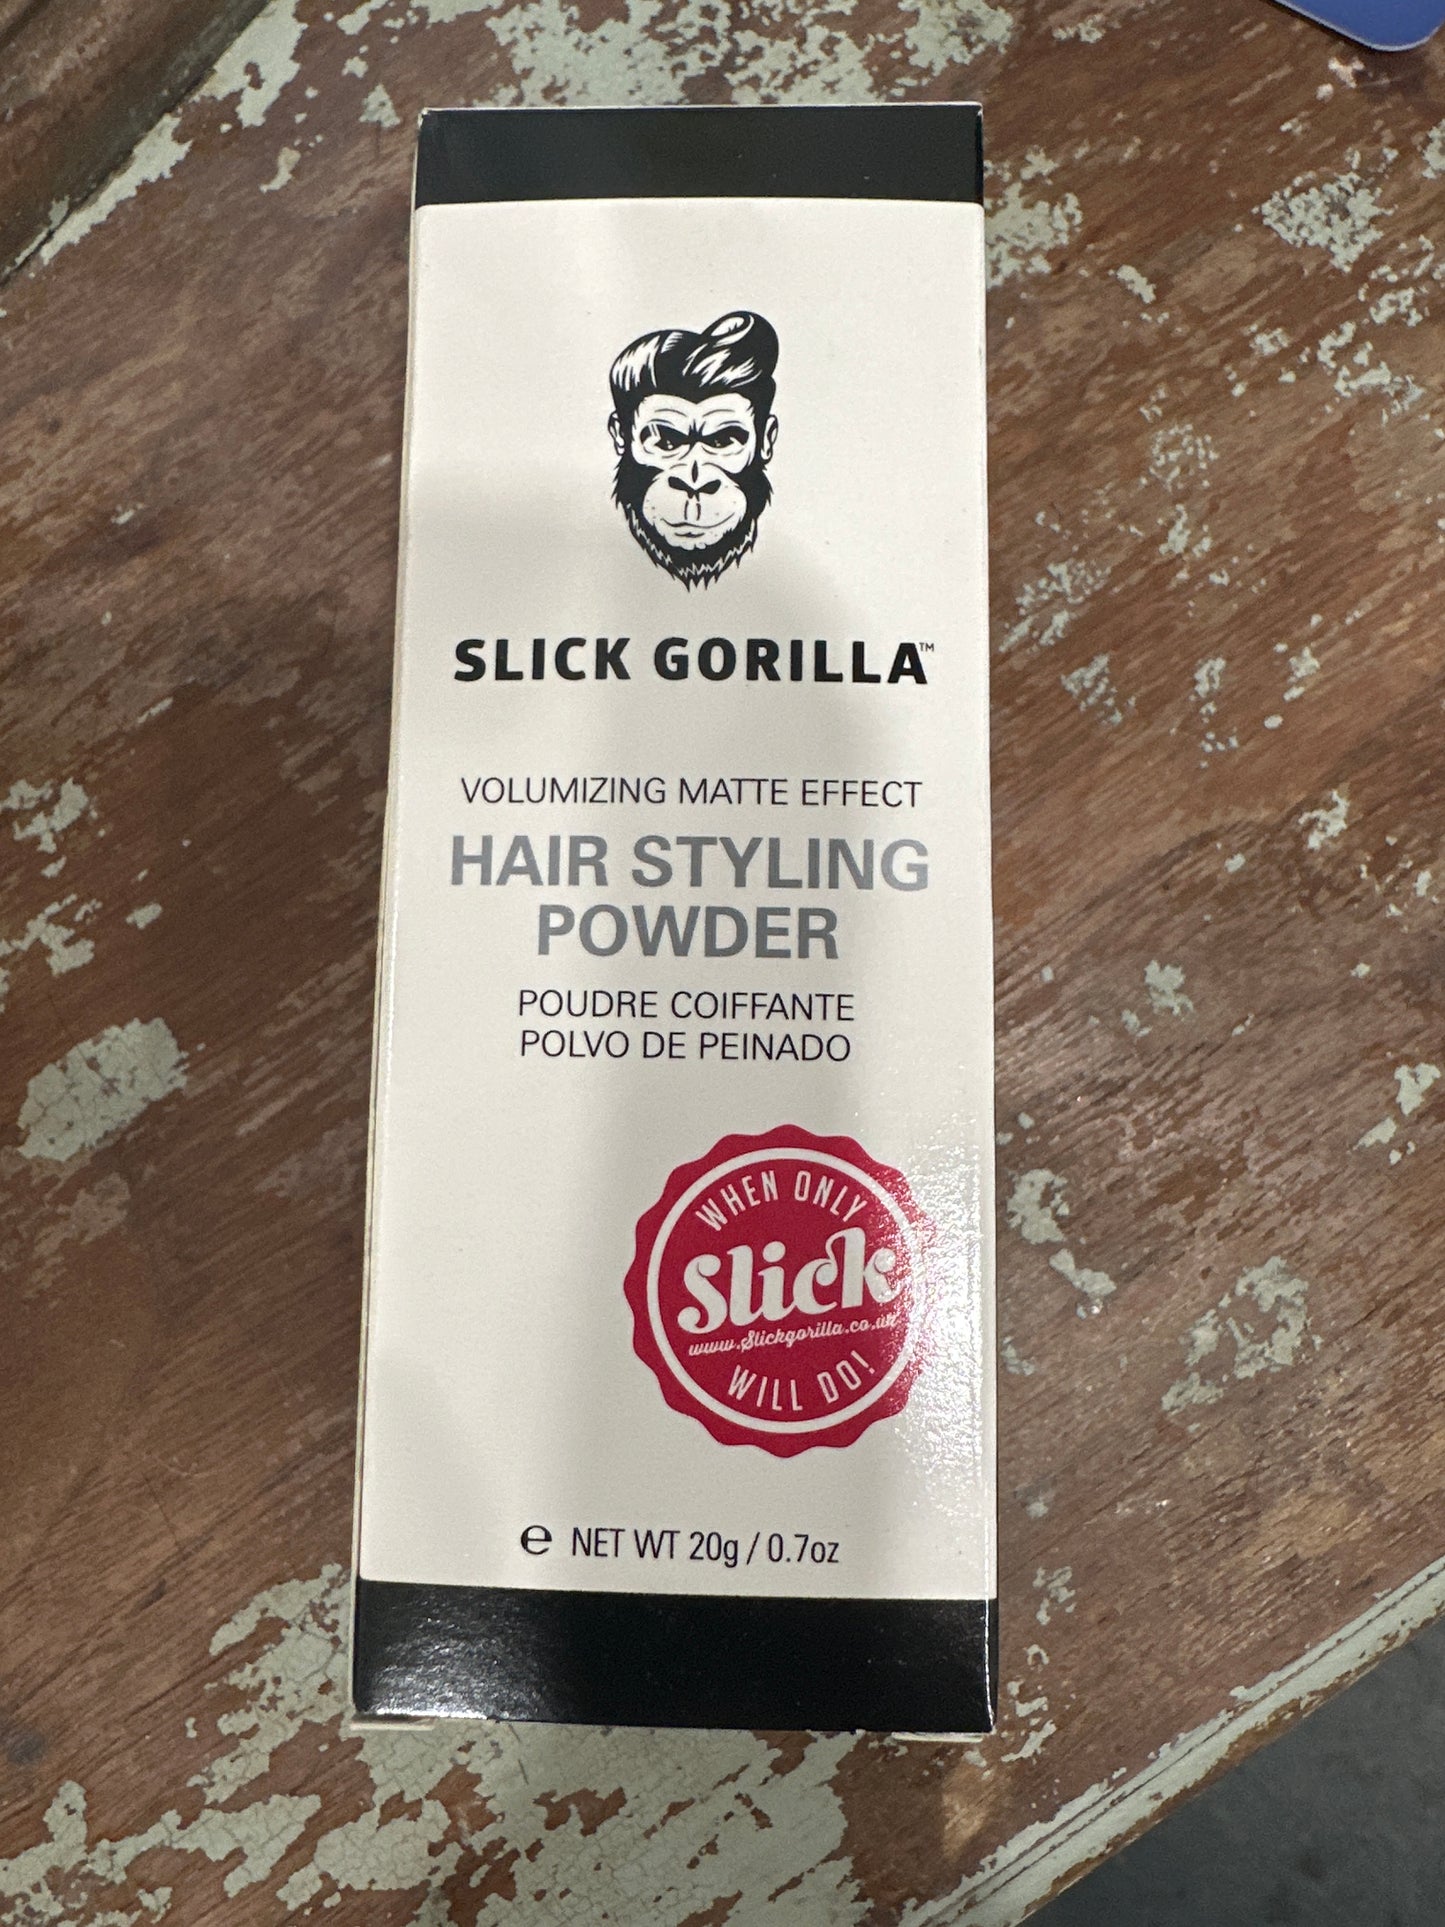 SLICK GORILLA™
VOLUMIZING MATTE EFFECT
HAIR STYLING
POWDER
POUDRE COIFFANTE
POLVO DE PEINADO
WHEN ONLY
Slick
www.Slickgorilla.co.uk
WILL DO!
℮ NET WT 20g / 0.7oz